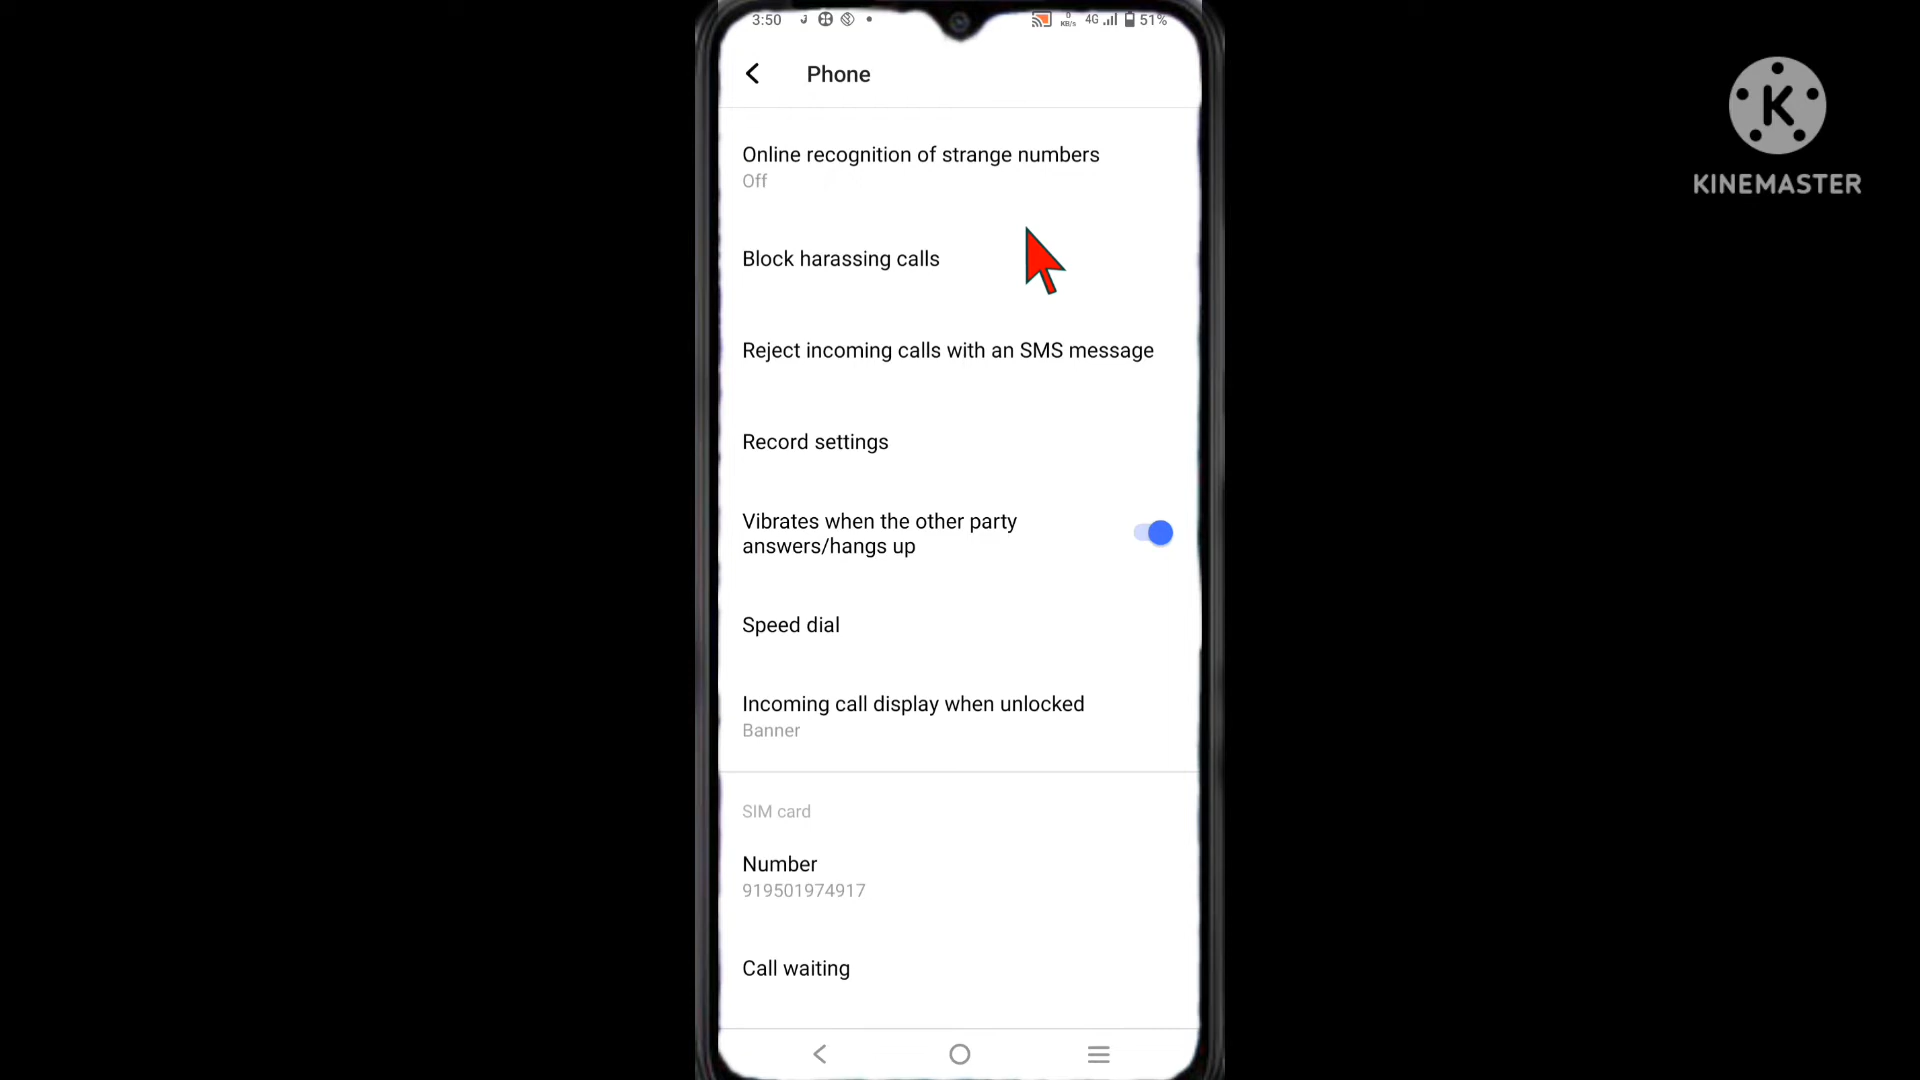 3:50
0
KB/s
4G
51%
Phone
Online recognition of strange numbers
Off
Block harassing calls
Reject incoming calls with an SMS message
Record settings
Vibrates when the other party
answers/hangs up
Speed dial
Incoming call display when unlocked
Banner
SIM card
Number
919501974917
Call waiting
K
KINEMASTER